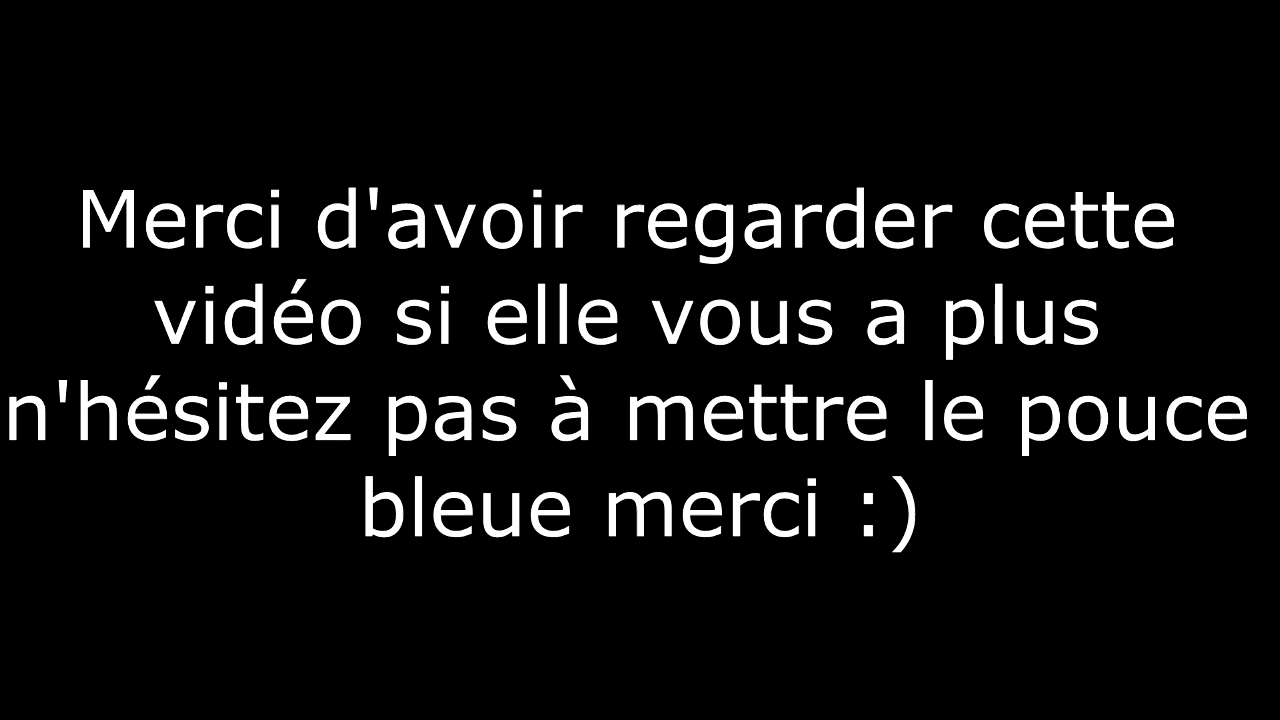 Merci d'avoir regarder cette
vidéo si elle vous a plus
n'hésitez pas à mettre le pouce
bleue merci :)